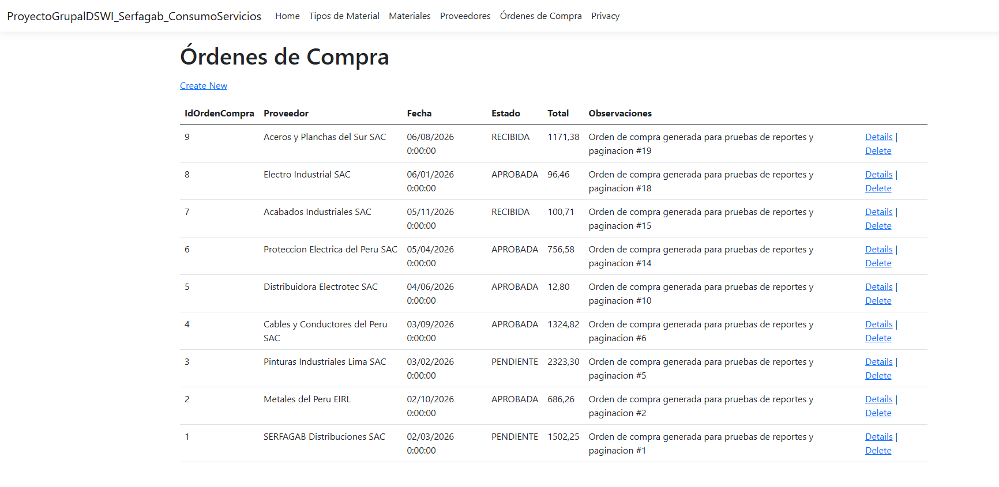 ProyectoGrupalDSWI_Serfagab_ConsumoServicios Home Tipos de Material Materiales Proveedores Órdenes de Compra Privacy
Órdenes de Compra
Create New
IdOrdenCompra Proveedor Fecha Estado Total Observaciones
9 Aceros y Planchas del Sur SAC 06/08/2026 RECIBIDA 1171,38 Orden de compra generada para pruebas de reportes y Details |
0:00:00 paginacion #19 Delete
8 Electro Industrial SAC 06/01/2026 APROBADA 96,46 Orden de compra generada para pruebas de reportes y Details |
0:00:00 paginacion #18 Delete
7 Acabados Industriales SAC 05/11/2026 RECIBIDA 100,71 Orden de compra generada para pruebas de reportes y Details |
0:00:00 paginacion #15 Delete
6 Proteccion Electrica del Peru SAC 05/04/2026 APROBADA 756,58 Orden de compra generada para pruebas de reportes y Details |
0:00:00 paginacion #14 Delete
5 Distribuidora Electrotec SAC 04/06/2026 APROBADA 12,80 Orden de compra generada para pruebas de reportes y Details |
0:00:00 paginacion #10 Delete
4 Cables y Conductores del Peru 03/09/2026 APROBADA 1324,82 Orden de compra generada para pruebas de reportes y Details |
SAC 0:00:00 paginacion #6 Delete
3 Pinturas Industriales Lima SAC 03/02/2026 PENDIENTE 2323,30 Orden de compra generada para pruebas de reportes y Details |
0:00:00 paginacion #5 Delete
2 Metales del Peru EIRL 02/10/2026 APROBADA 686,26 Orden de compra generada para pruebas de reportes y Details |
0:00:00 paginacion #2 Delete
1 SERFAGAB Distribuciones SAC 02/03/2026 PENDIENTE 1502,25 Orden de compra generada para pruebas de reportes y Details |
0:00:00 paginacion #1 Delete